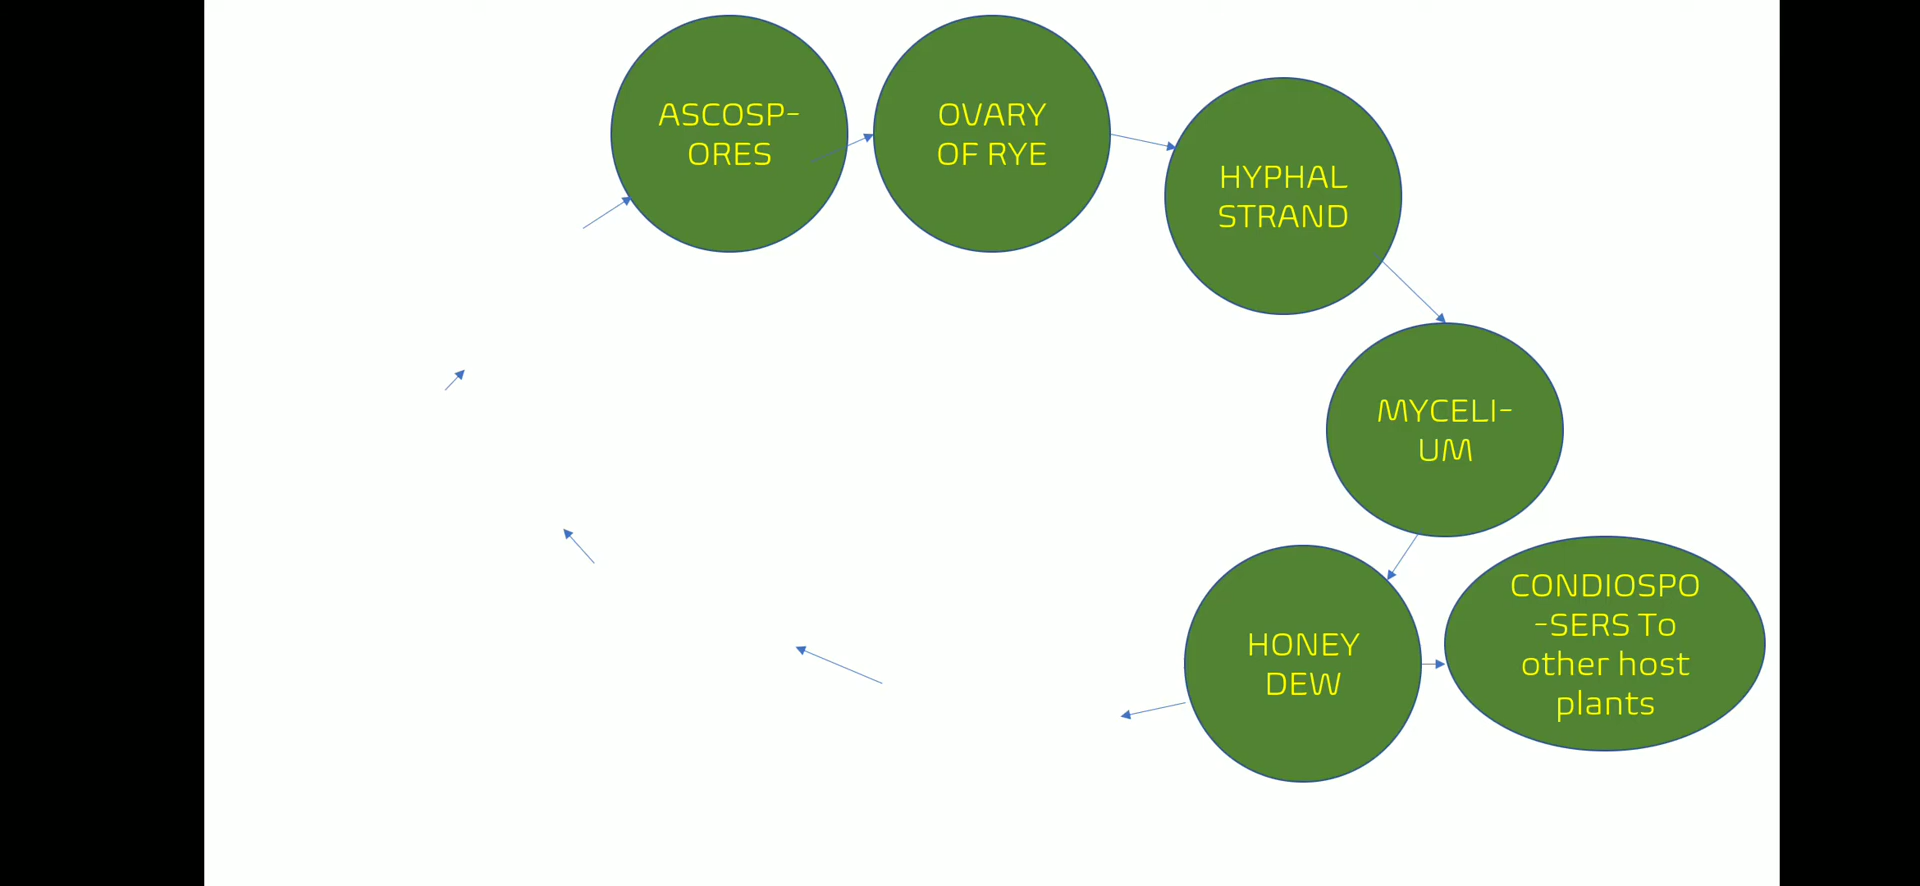 ASCOSP-
ORES
OVARY
OF RYE
HYPHAL
STRAND
MYCELI-
UM
HONEY
DEW
CONDIOSPO
-SERS To
other host
plants